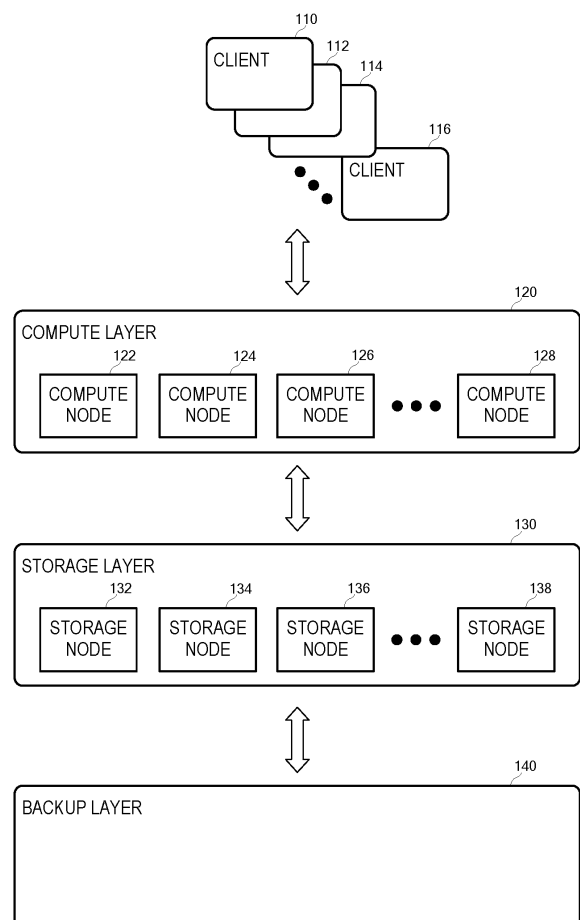 110
CLIENT
112
114
116
CLIENT
120
COMPUTE LAYER
122
124
126
128
COMPUTE
NODE
COMPUTE
NODE
COMPUTE
NODE
COMPUTE
NODE
130
STORAGE LAYER
132
134
136
138
STORAGE
NODE
STORAGE
NODE
STORAGE
NODE
STORAGE
NODE
140
BACKUP LAYER